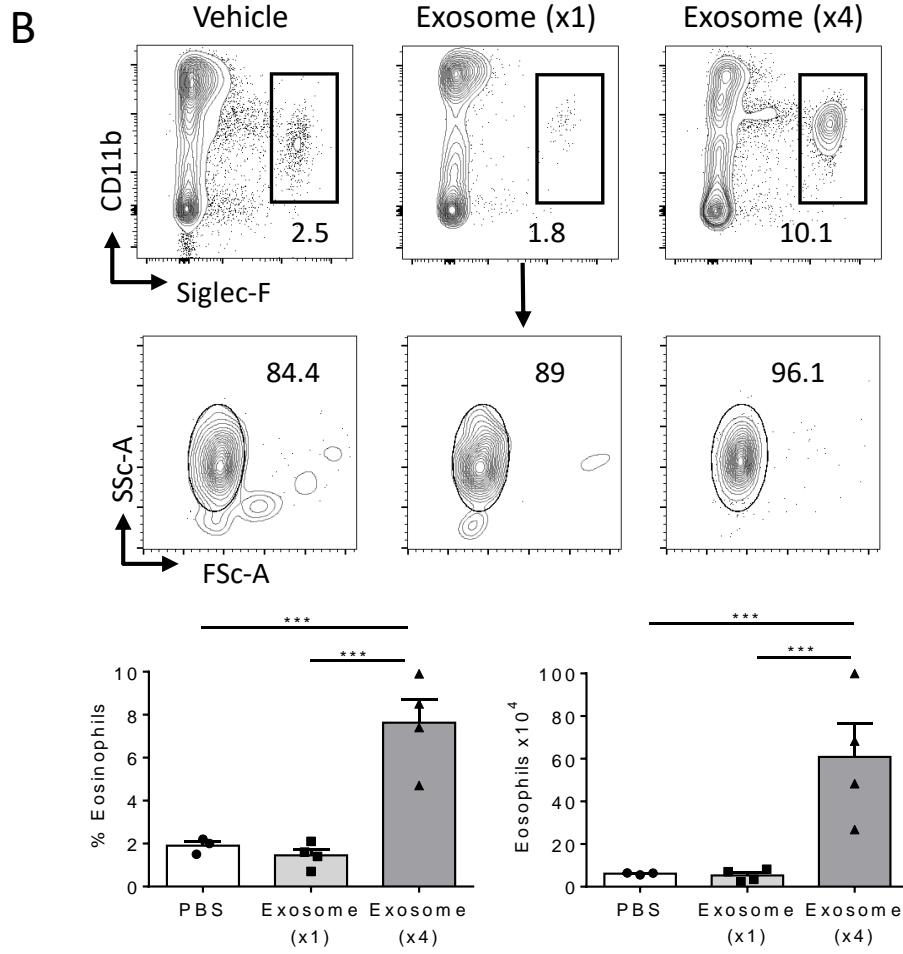 B
Vehicle
Exosome (x1)
Exosome (x4)
CD11b
2.5
1.8
10.1
Siglec-F
84.4
89
96.1
SSc-A
FSc-A
***
***
% Eosinophils
10
8
6
4
2
0
PBS
Exosome
(x1)
Exosome
(x4)
***
***
Eosophils x10⁴
100
80
60
40
20
0
PBS
Exosome
(x1)
Exosome
(x4)